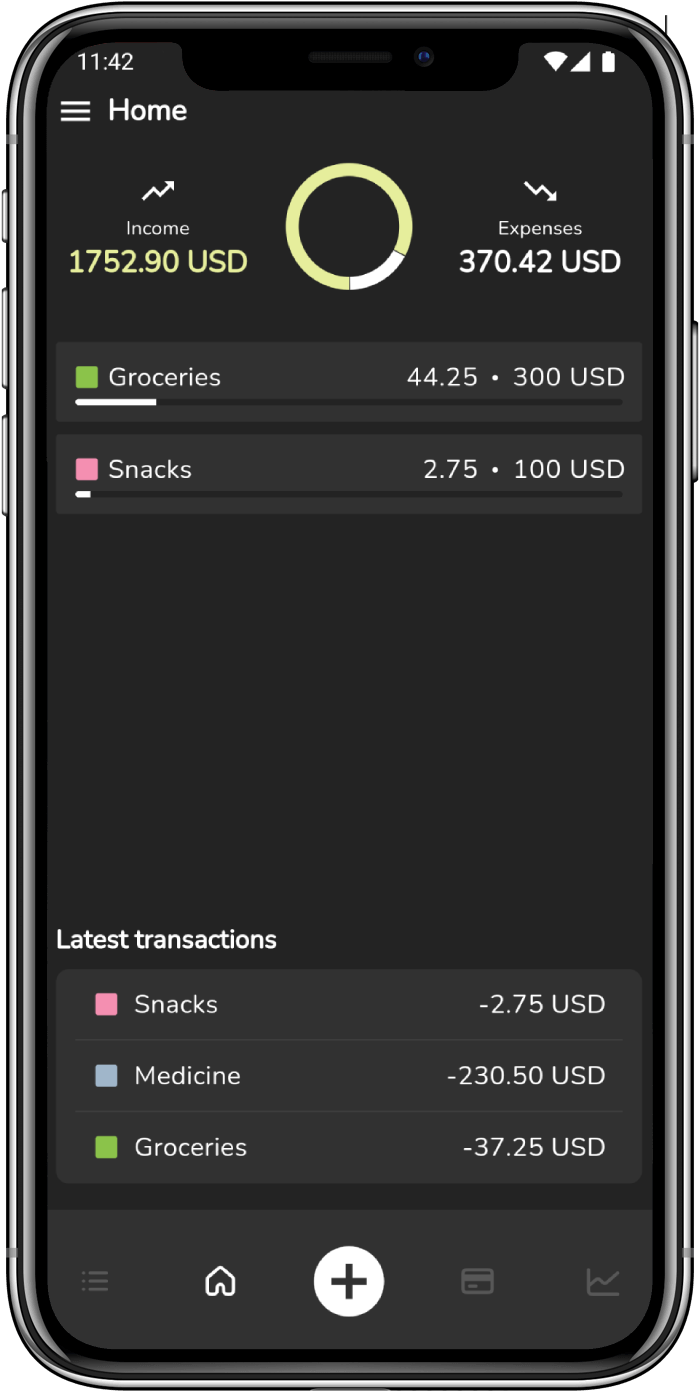 11:42
Home
Income
1752.90 USD
Expenses
370.42 USD
Groceries 44.25 • 300 USD
Snacks 2.75 • 100 USD
Latest transactions
Snacks -2.75 USD
Medicine -230.50 USD
Groceries -37.25 USD